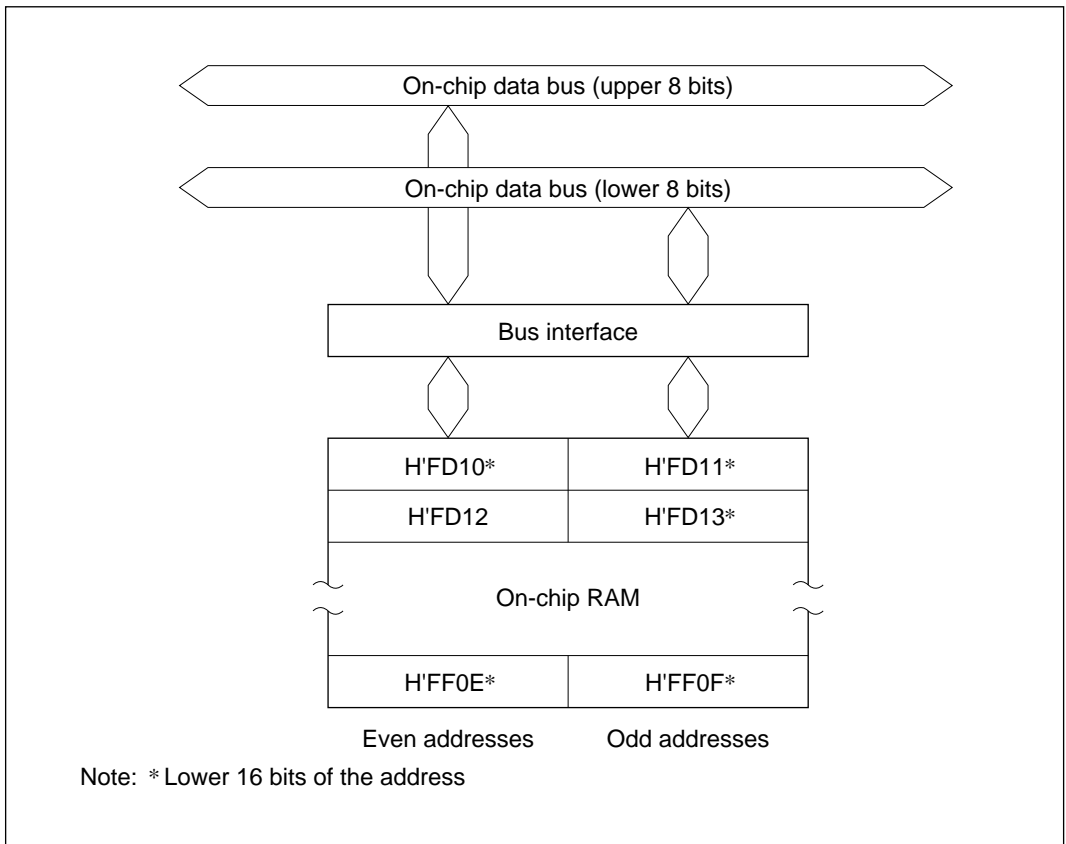 On-chip data bus (upper 8 bits)
On-chip data bus (lower 8 bits)
Bus interface
H'FD10* H'FD11*
H'FD12 H'FD13*
On-chip RAM
H'FF0E* H'FF0F*
Even addresses Odd addresses
Note: * Lower 16 bits of the address